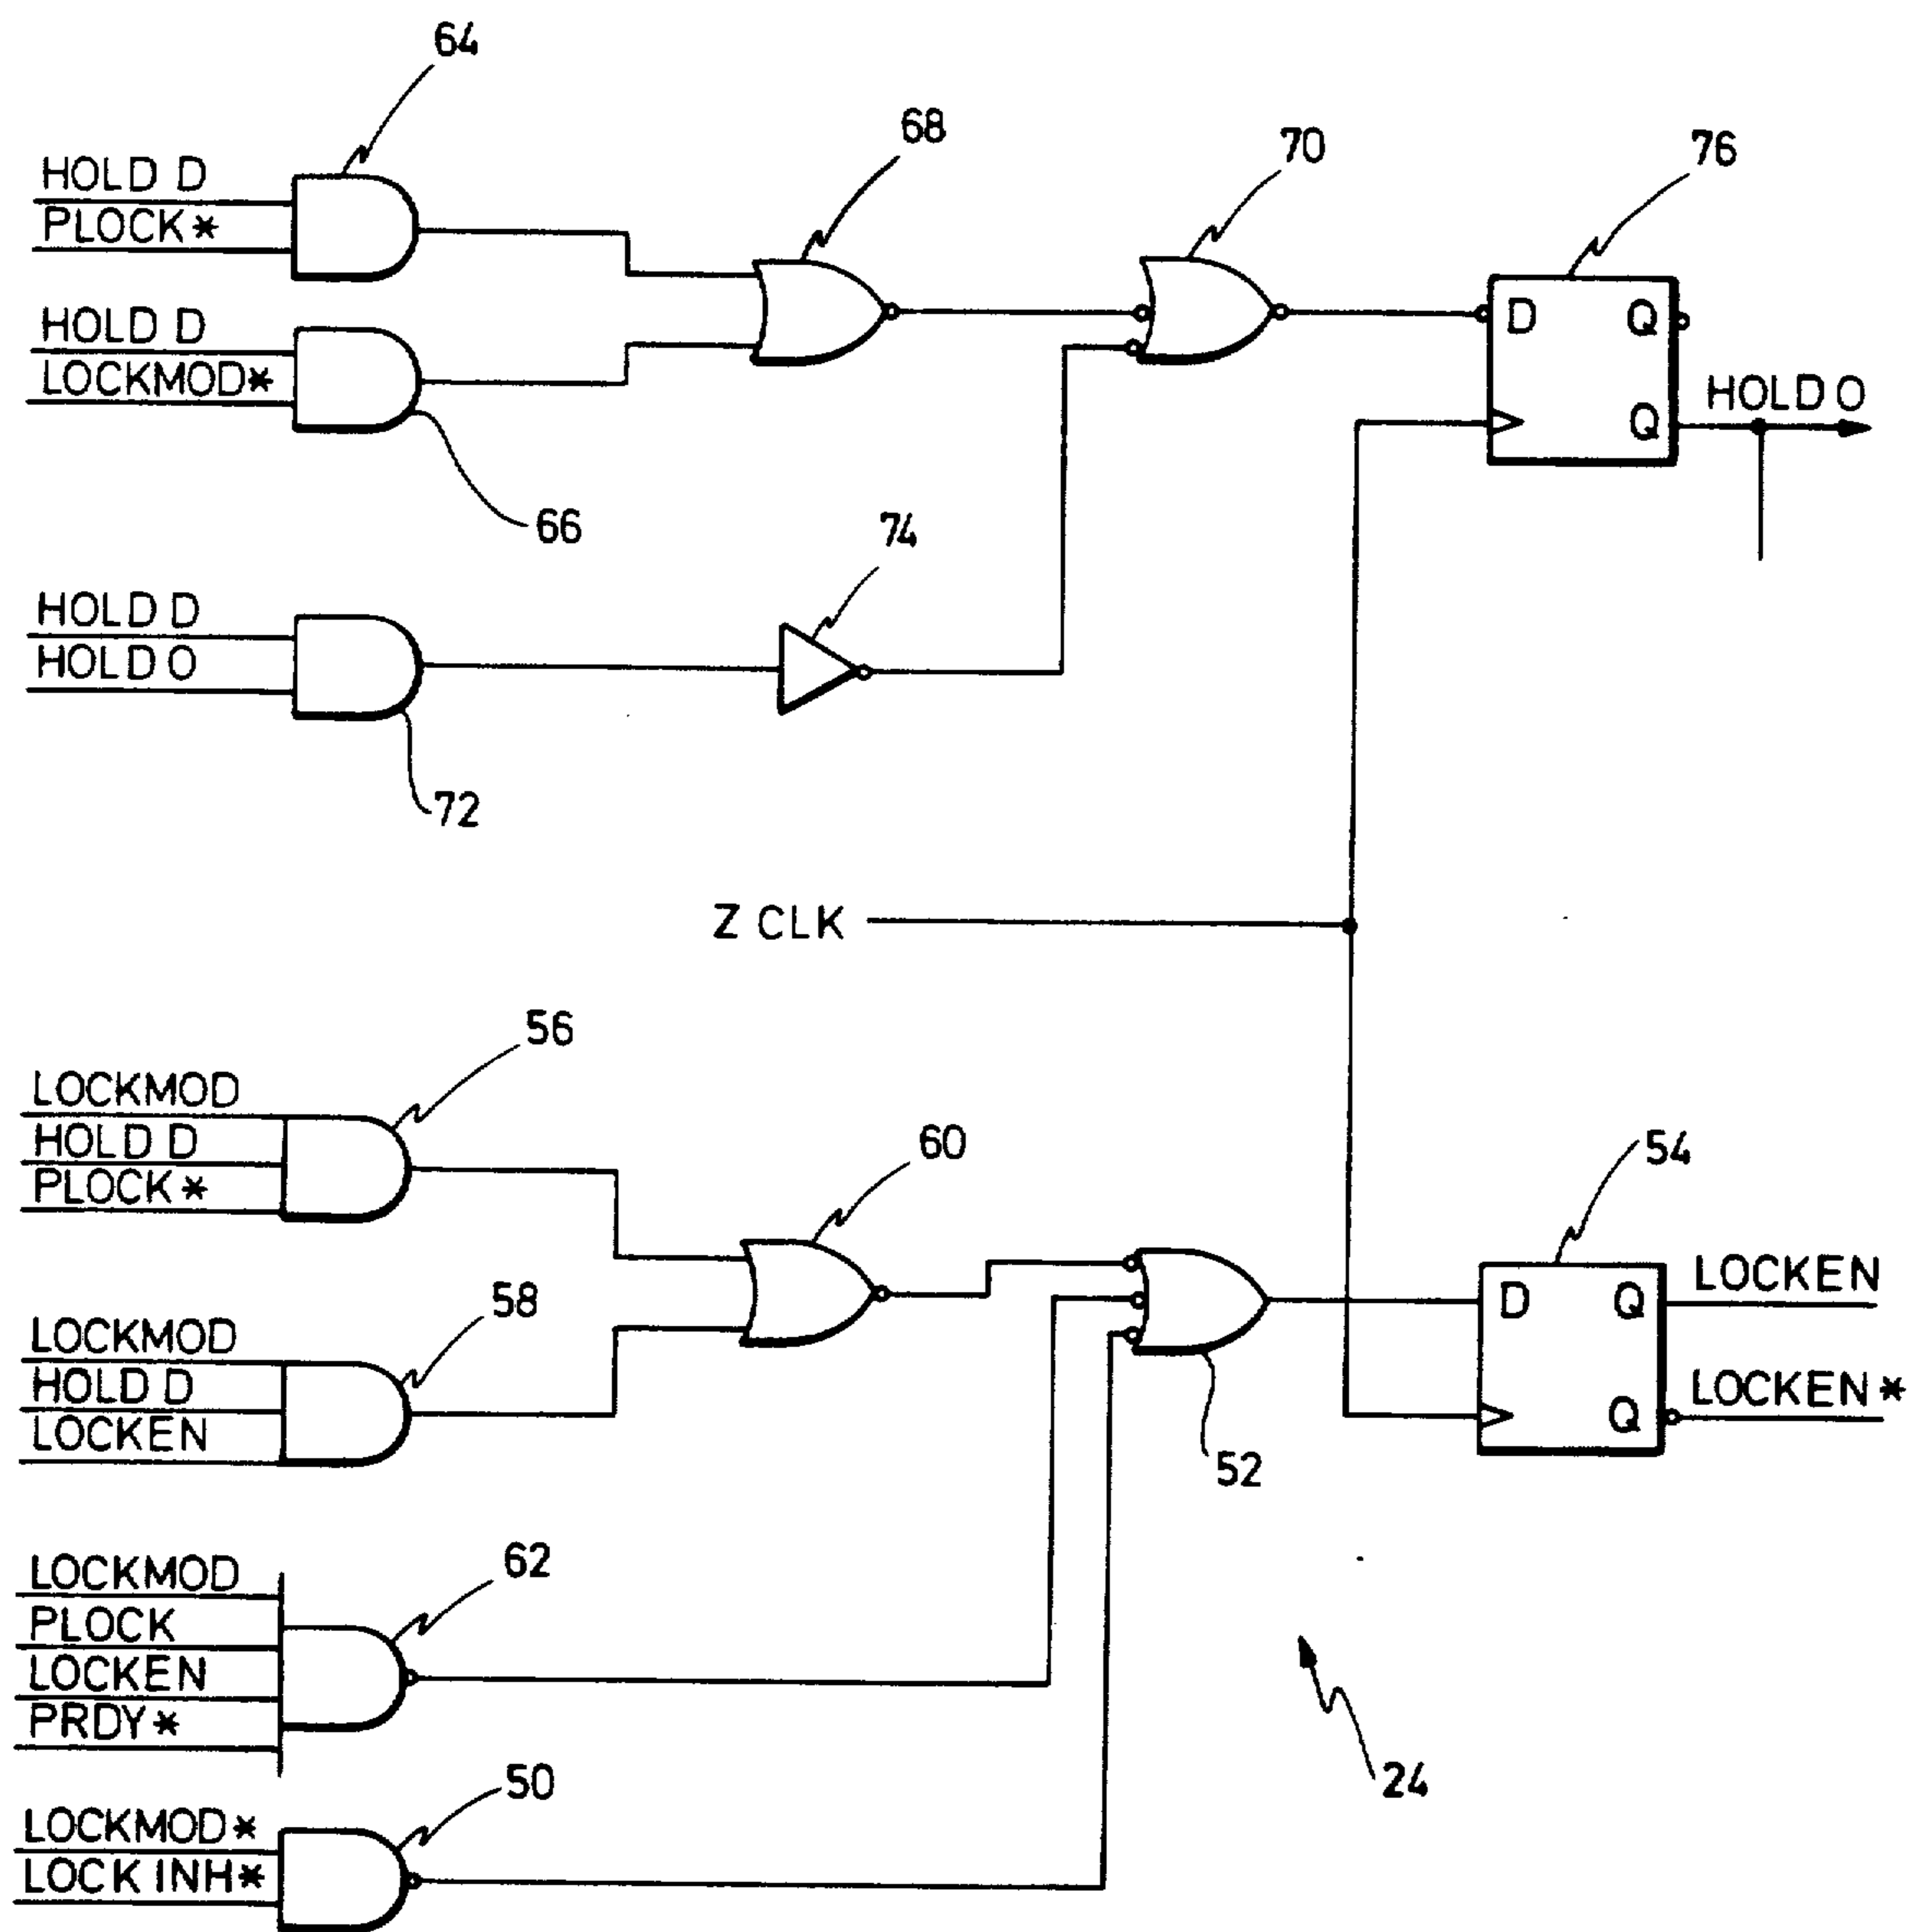 64
68
70
76
HOLD D
PLOCK*
HOLD D
LOCKMOD*
D Q
Q
HOLD O
66
74
HOLD D
HOLD O
72
Z CLK
56
LOCKMOD
HOLD D
PLOCK*
60
54
58
LOCKMOD
HOLD D
LOCKEN
D Q
Q
LOCKEN
LOCKEN*
52
62
LOCKMOD
PLOCK
LOCKEN
PRDY*
50
24
LOCKMOD*
LOCK INH*